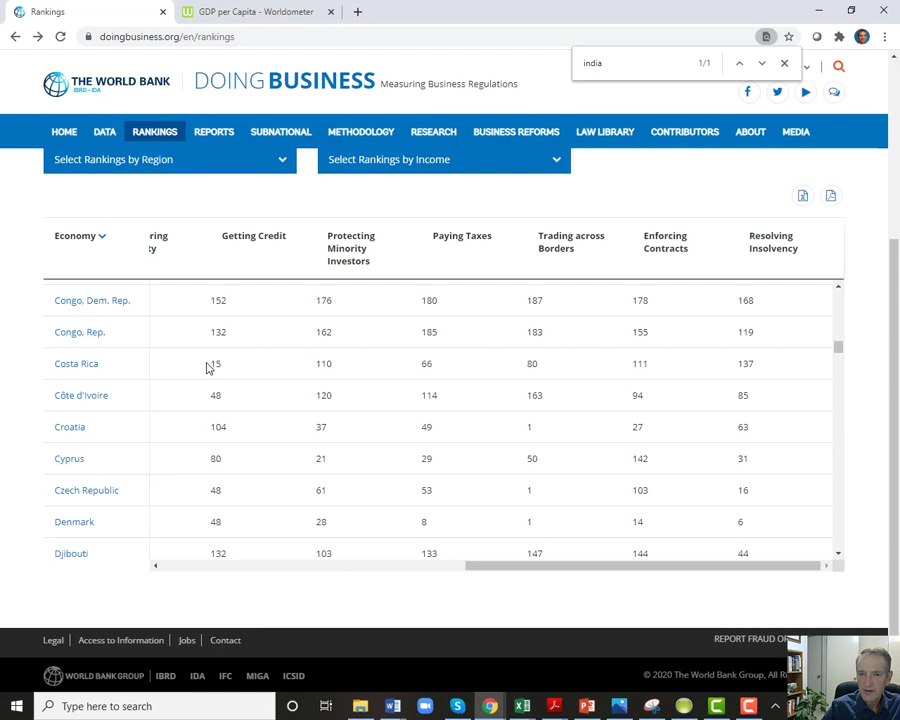 Rankings
GDP per Capita - Worldometer
doingbusiness.org/en/rankings
india 1/1
THE WORLD BANK
IBRD • IDA
DOING BUSINESS Measuring Business Regulations
HOME DATA RANKINGS REPORTS SUBNATIONAL METHODOLOGY RESEARCH BUSINESS REFORMS LAW LIBRARY CONTRIBUTORS ABOUT MEDIA
Select Rankings by Region Select Rankings by Income
Economy ring ty Getting Credit Protecting Minority Investors Paying Taxes Trading across Borders Enforcing Contracts Resolving Insolvency
Congo, Dem. Rep. 152 176 180 187 178 168
Congo, Rep. 132 162 185 183 155 119
Costa Rica 15 110 66 80 111 137
Côte d'Ivoire 48 120 114 163 94 85
Croatia 104 37 49 1 27 63
Cyprus 80 21 29 50 142 31
Czech Republic 48 61 53 1 103 16
Denmark 48 28 8 1 14 6
Djibouti 132 103 133 147 144 44
Legal Access to Information Jobs Contact REPORT FRAUD O
WORLD BANK GROUP IBRD IDA IFC MIGA ICSID © 2020 The World Bank Group, All Ri
Type here to search